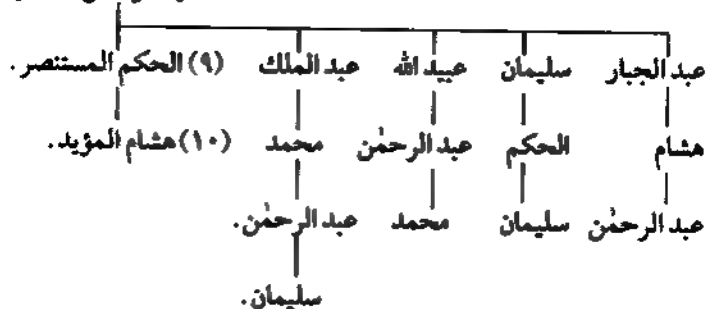 عبد الجبار سليمان عبيد الله عبد الملك (٩) الحكم المستنصر.
هشام الحكم عبد الرحمٰن محمد (١٠) هشام المؤيد.
عبد الرحمٰن سليمان محمد عبد الرحمٰن.
سليمان.